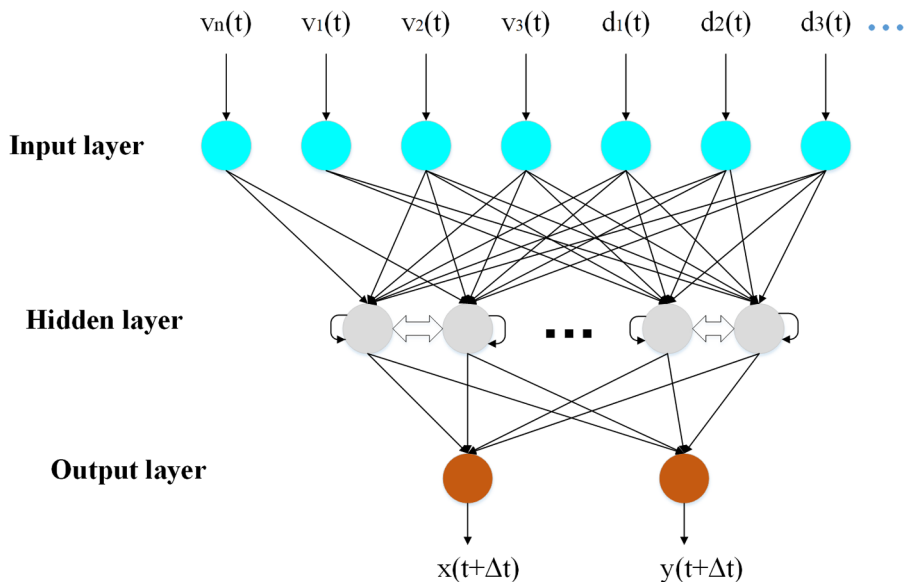 vn(t) v1(t) v2(t) v3(t) d1(t) d2(t) d3(t) ...
Input layer
Hidden layer ...
Output layer
x(t+Δt) y(t+Δt)